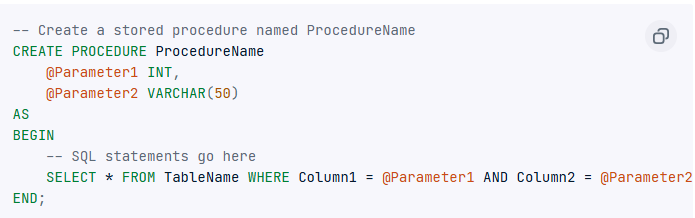 -- Create a stored procedure named ProcedureName
CREATE PROCEDURE ProcedureName
    @Parameter1 INT,
    @Parameter2 VARCHAR(50)
AS
BEGIN
    -- SQL statements go here
    SELECT * FROM TableName WHERE Column1 = @Parameter1 AND Column2 = @Parameter2
END;